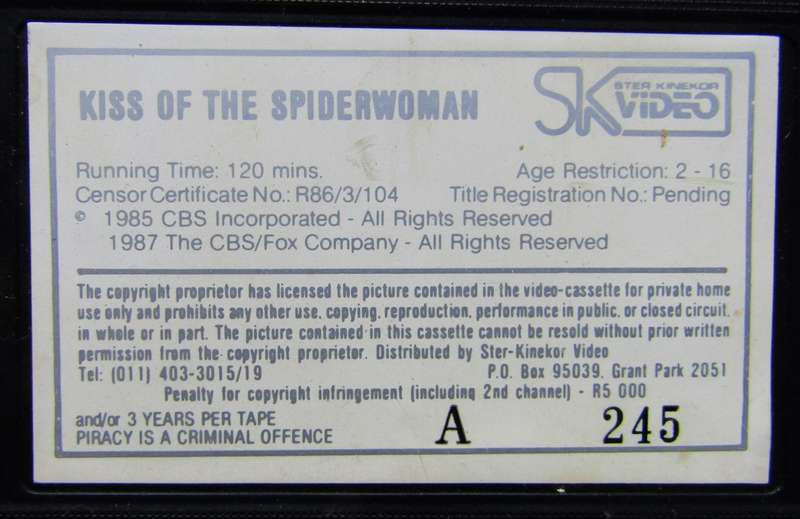 KISS OF THE SPIDERWOMAN
SK STER KINEKOR VIDEO
Running Time: 120 mins. Age Restriction: 2 - 16
Censor Certificate No.: R86/3/104 Title Registration No.: Pending
© 1985 CBS Incorporated - All Rights Reserved
1987 The CBS/Fox Company - All Rights Reserved
The copyright proprietor has licensed the picture contained in the video-cassette for private home
use only and prohibits any other use, copying, reproduction, performance in public, or closed circuit,
in whole or in part. The picture contained in this cassette cannot be resold without prior written
permission from the copyright proprietor. Distributed by Ster-Kinekor Video
Tel: (011) 403-3015/19 P.O. Box 95039, Grant Park 2051
Penalty for copyright infringement (including 2nd channel) - R5 000
and/or 3 YEARS PER TAPE
PIRACY IS A CRIMINAL OFFENCE A 245